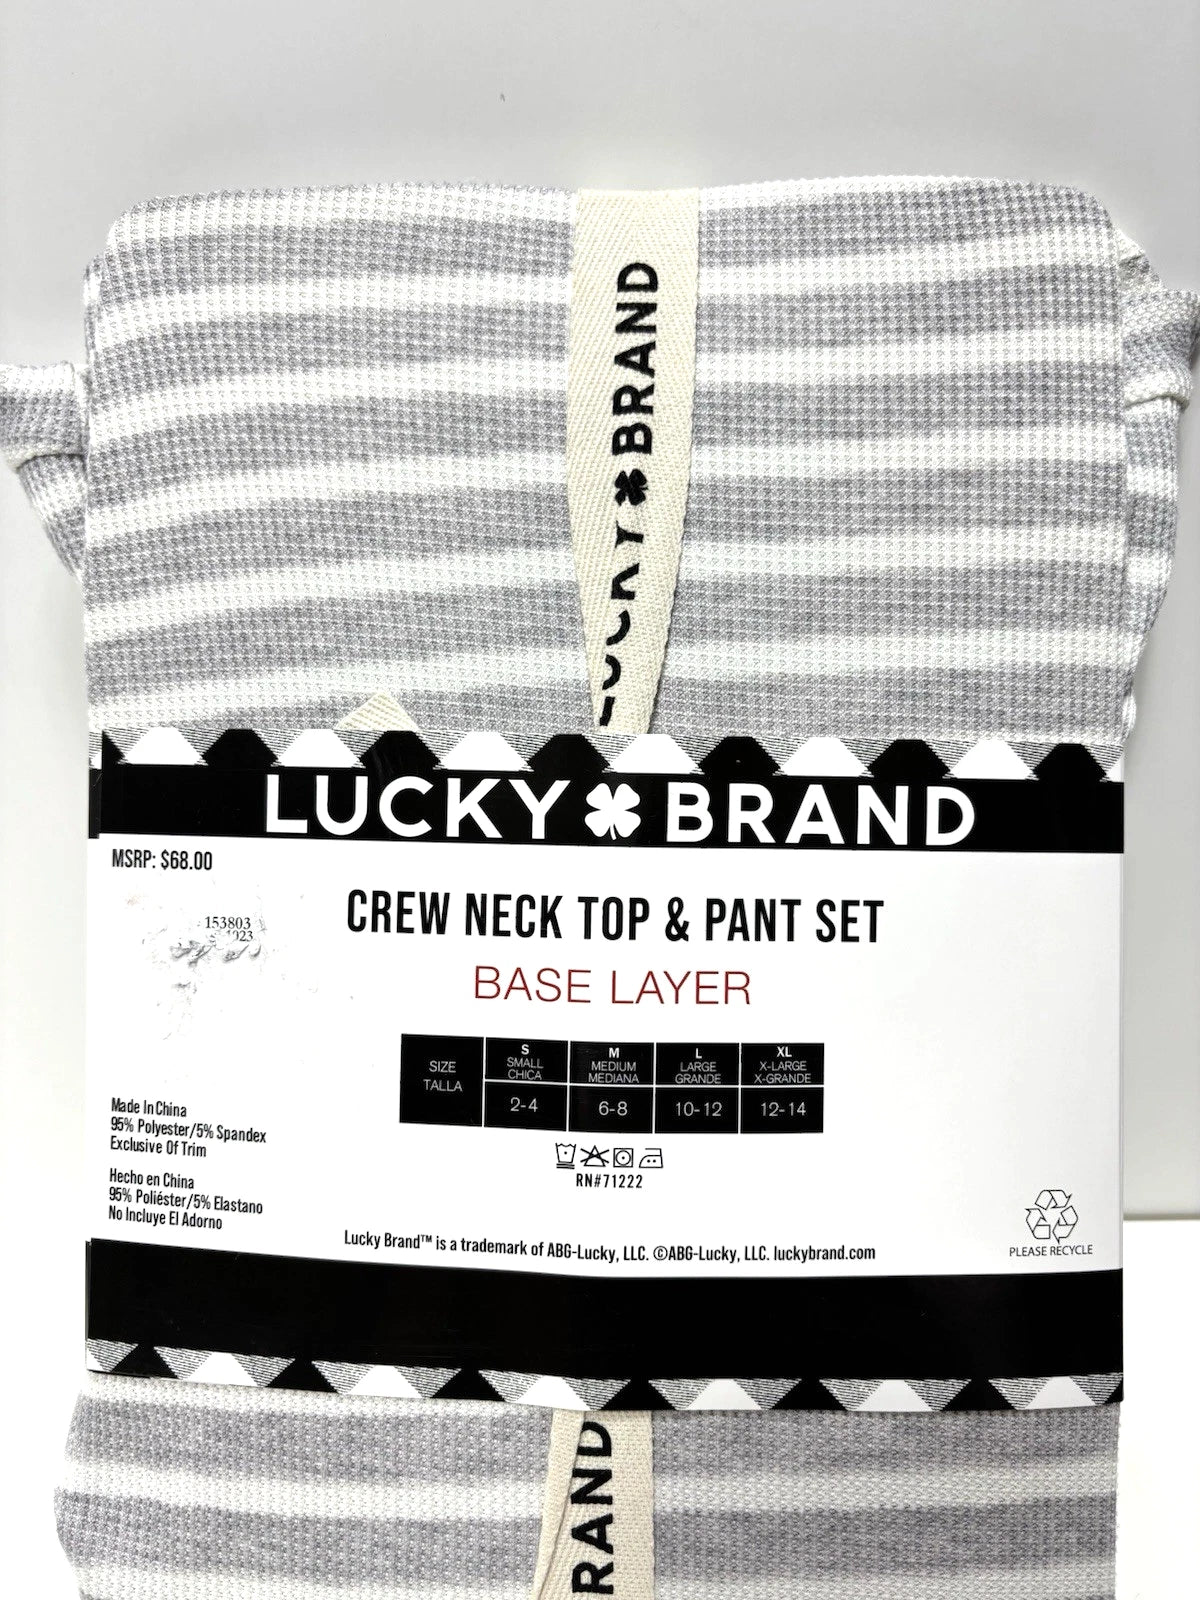 LUCKY BRAND
LUCKY BRAND
MSRP: $68.00
153803
CREW NECK TOP & PANT SET
BASE LAYER
SIZE
TALLA
S
SMALL
CHICA
M
MEDIUM
MEDIANA
L
LARGE
GRANDE
XL
X-LARGE
X-GRANDE
2-4
6-8
10-12
12-14
Made In China
95% Polyester/5% Spandex
Exclusive Of Trim
Hecho en China
95% Poliéster/5% Elastano
No Incluye El Adorno
RN#71222
Lucky Brand™ is a trademark of ABG-Lucky, LLC. ©ABG-Lucky, LLC. luckybrand.com
PLEASE RECYCLE
RAND